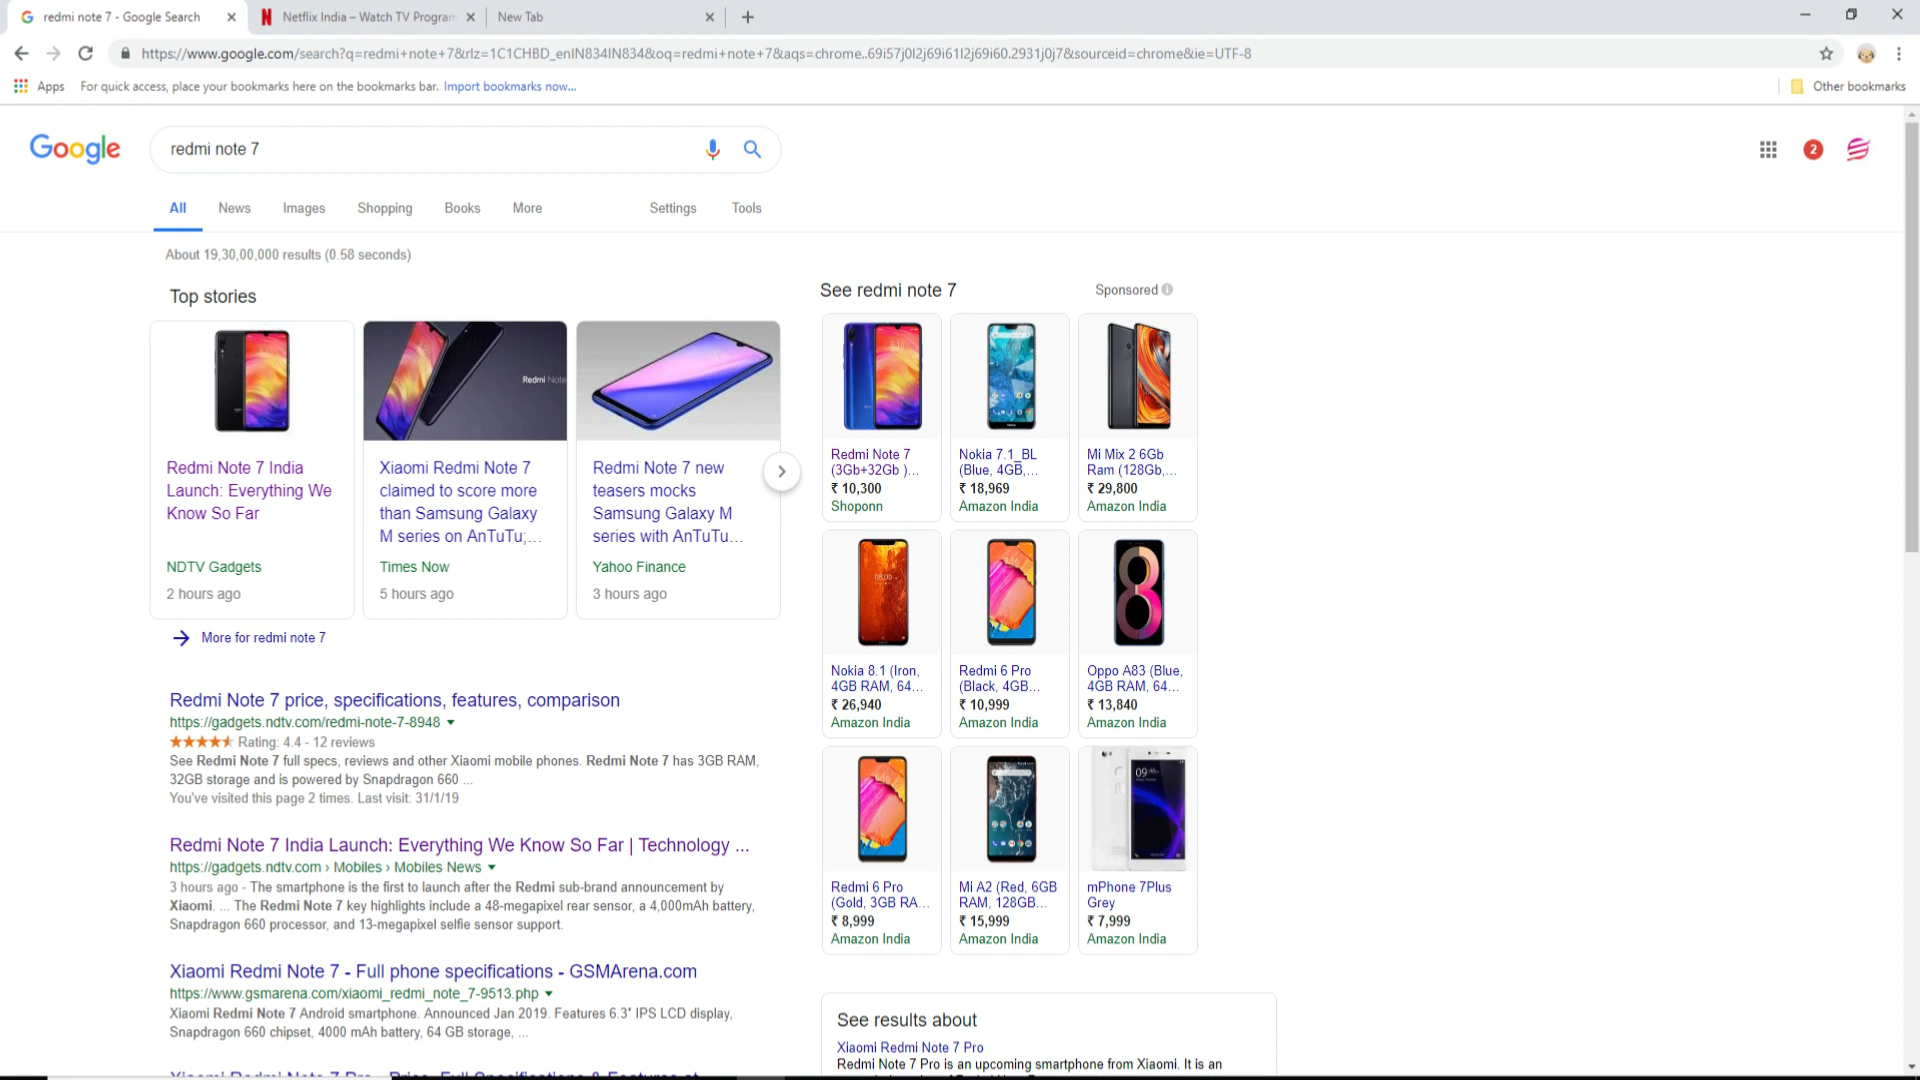 redmi note 7 - Google Search
Netflix India – Watch TV Program
New Tab
https://www.google.com/search?q=redmi+note+7&rlz=1C1CHBD_enIN834IN834&oq=redmi+note+7&aqs=chrome..69i57j0l2j69i61l2j69i60.2931j0j7&sourceid=chrome&ie=UTF-8
Apps
For quick access, place your bookmarks here on the bookmarks bar. Import bookmarks now...
Other bookmarks
Google
redmi note 7
2
All
News
Images
Shopping
Books
More
Settings
Tools
About 19,30,00,000 results (0.58 seconds)
Top stories
Redmi Note
Redmi Note 7 India
Launch: Everything We
Know So Far
NDTV Gadgets
2 hours ago
Xiaomi Redmi Note 7
claimed to score more
than Samsung Galaxy
M series on AnTuTu;...
Times Now
5 hours ago
Redmi Note 7 new
teasers mocks
Samsung Galaxy M
series with AnTuTu...
Yahoo Finance
3 hours ago
More for redmi note 7
Redmi Note 7 price, specifications, features, comparison
https://gadgets.ndtv.com/redmi-note-7-8948
Rating: 4.4 - 12 reviews
See Redmi Note 7 full specs, reviews and other Xiaomi mobile phones. Redmi Note 7 has 3GB RAM,
32GB storage and is powered by Snapdragon 660 ...
You've visited this page 2 times. Last visit: 31/1/19
Redmi Note 7 India Launch: Everything We Know So Far | Technology ...
https://gadgets.ndtv.com › Mobiles › Mobiles News
3 hours ago - The smartphone is the first to launch after the Redmi sub-brand announcement by
Xiaomi. ... The Redmi Note 7 key highlights include a 48-megapixel rear sensor, a 4,000mAh battery,
Snapdragon 660 processor, and 13-megapixel selfie sensor support.
Xiaomi Redmi Note 7 - Full phone specifications - GSMArena.com
https://www.gsmarena.com/xiaomi_redmi_note_7-9513.php
Xiaomi Redmi Note 7 Android smartphone. Announced Jan 2019. Features 6.3″ IPS LCD display,
Snapdragon 660 chipset, 4000 mAh battery, 64 GB storage, ...
See redmi note 7
Sponsored
Redmi Note 7
(3Gb+32Gb )...
₹ 10,300
Shoponn
Nokia 7.1_BL
(Blue, 4GB,...
₹ 18,969
Amazon India
Mi Mix 2 6Gb
Ram (128Gb,...
₹ 29,800
Amazon India
Nokia 8.1 (Iron,
4GB RAM, 64...
₹ 26,940
Amazon India
Redmi 6 Pro
(Black, 4GB...
₹ 10,999
Amazon India
Oppo A83 (Blue,
4GB RAM, 64...
₹ 13,840
Amazon India
Redmi 6 Pro
(Gold, 3GB RA...
₹ 8,999
Amazon India
Mi A2 (Red, 6GB
RAM, 128GB...
₹ 15,999
Amazon India
mPhone 7Plus
Grey
₹ 7,999
Amazon India
See results about
Xiaomi Redmi Note 7 Pro
Redmi Note 7 Pro is an upcoming smartphone from Xiaomi. It is an